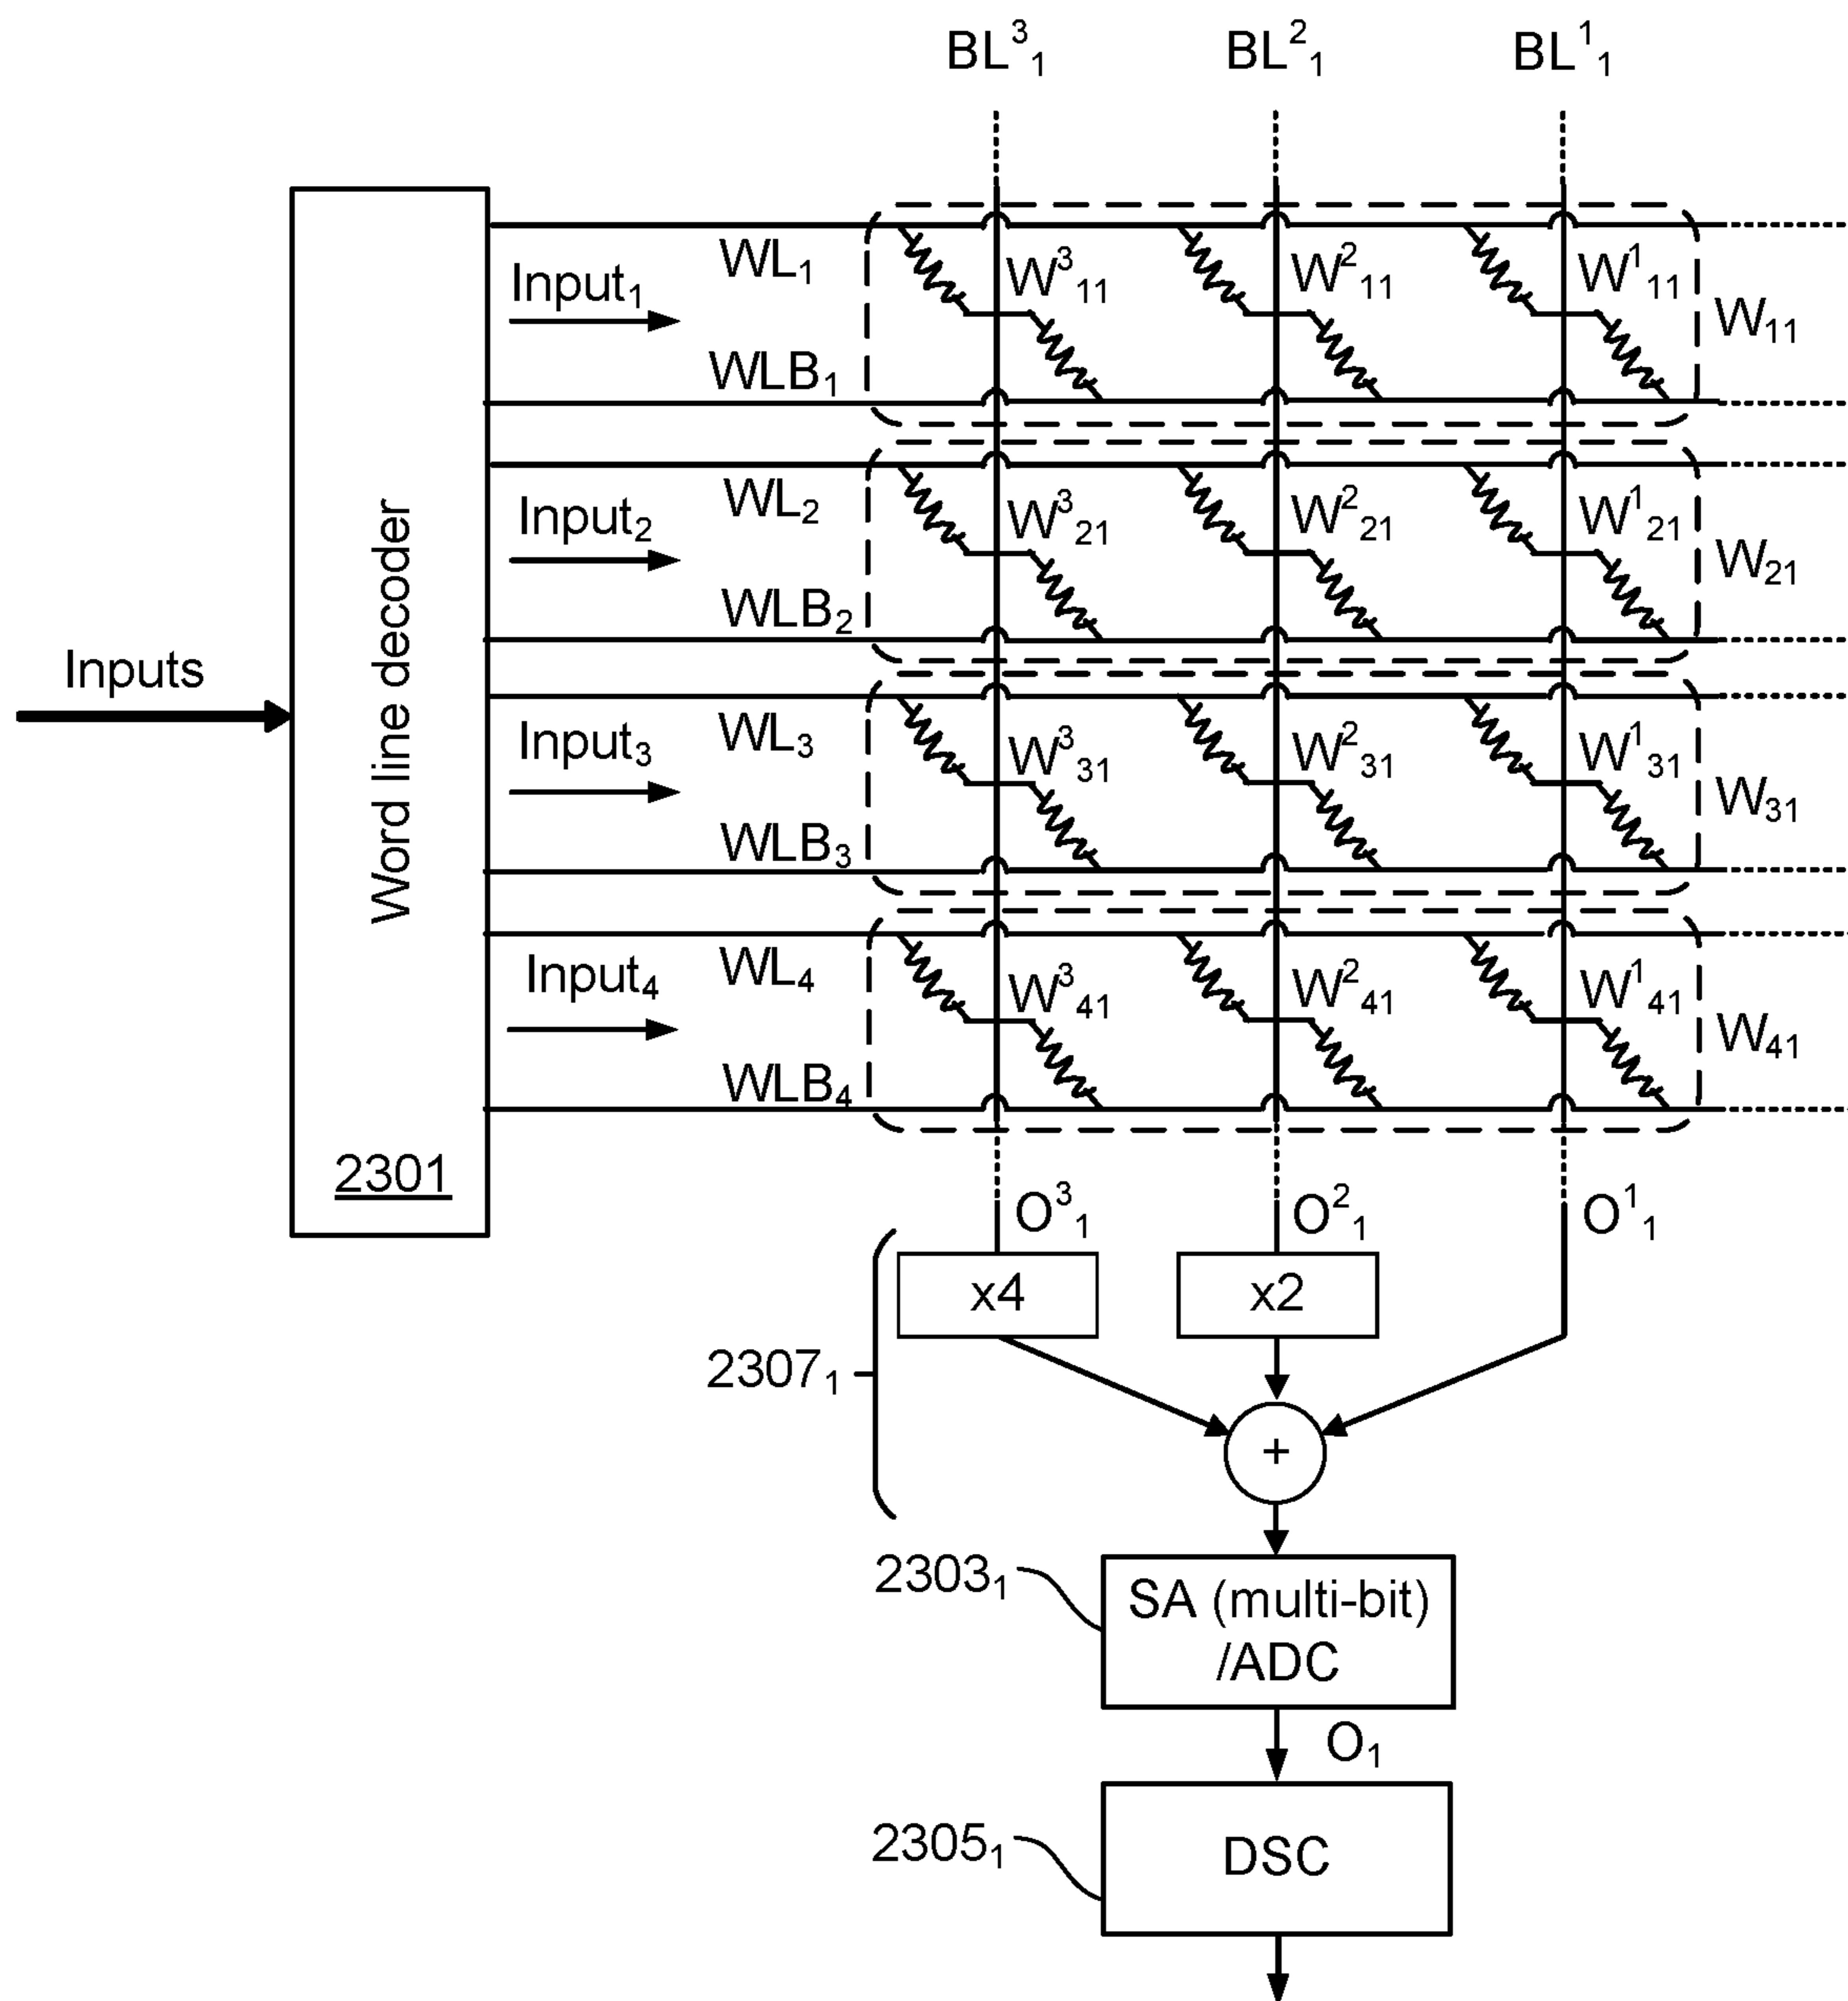 BL³₁ BL²₁ BL¹₁
WL₁ W³₁₁ W²₁₁ W¹₁₁
Input₁ W₁₁
WLB₁
WL₂ W³₂₁ W²₂₁ W¹₂₁
Input₂ W₂₁
WLB₂
Inputs
Word line decoder
WL₃ W³₃₁ W²₃₁ W¹₃₁
Input₃ W₃₁
WLB₃
WL₄ W³₄₁ W²₄₁ W¹₄₁
Input₄ W₄₁
WLB₄
2301
O³₁ O²₁ O¹₁
x4 x2
2307₁
+
2303₁
SA (multi-bit)
/ADC
O₁
2305₁
DSC